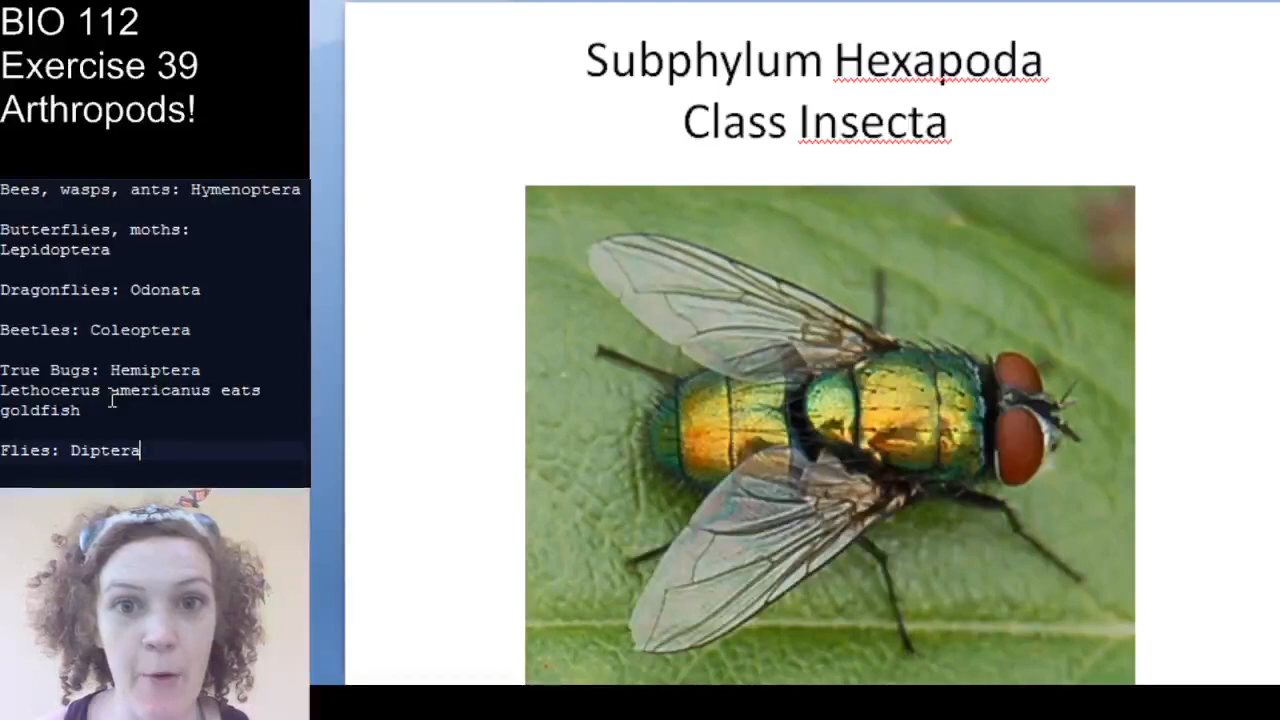 BIO 112
Exercise 39
Arthropods!
Bees, wasps, ants: Hymenoptera
Butterflies, moths:
Lepidoptera
Dragonflies: Odonata
Beetles: Coleoptera
True Bugs: Hemiptera
Lethocerus americanus eats
goldfish
Flies: Diptera
Subphylum Hexapoda
Class Insecta